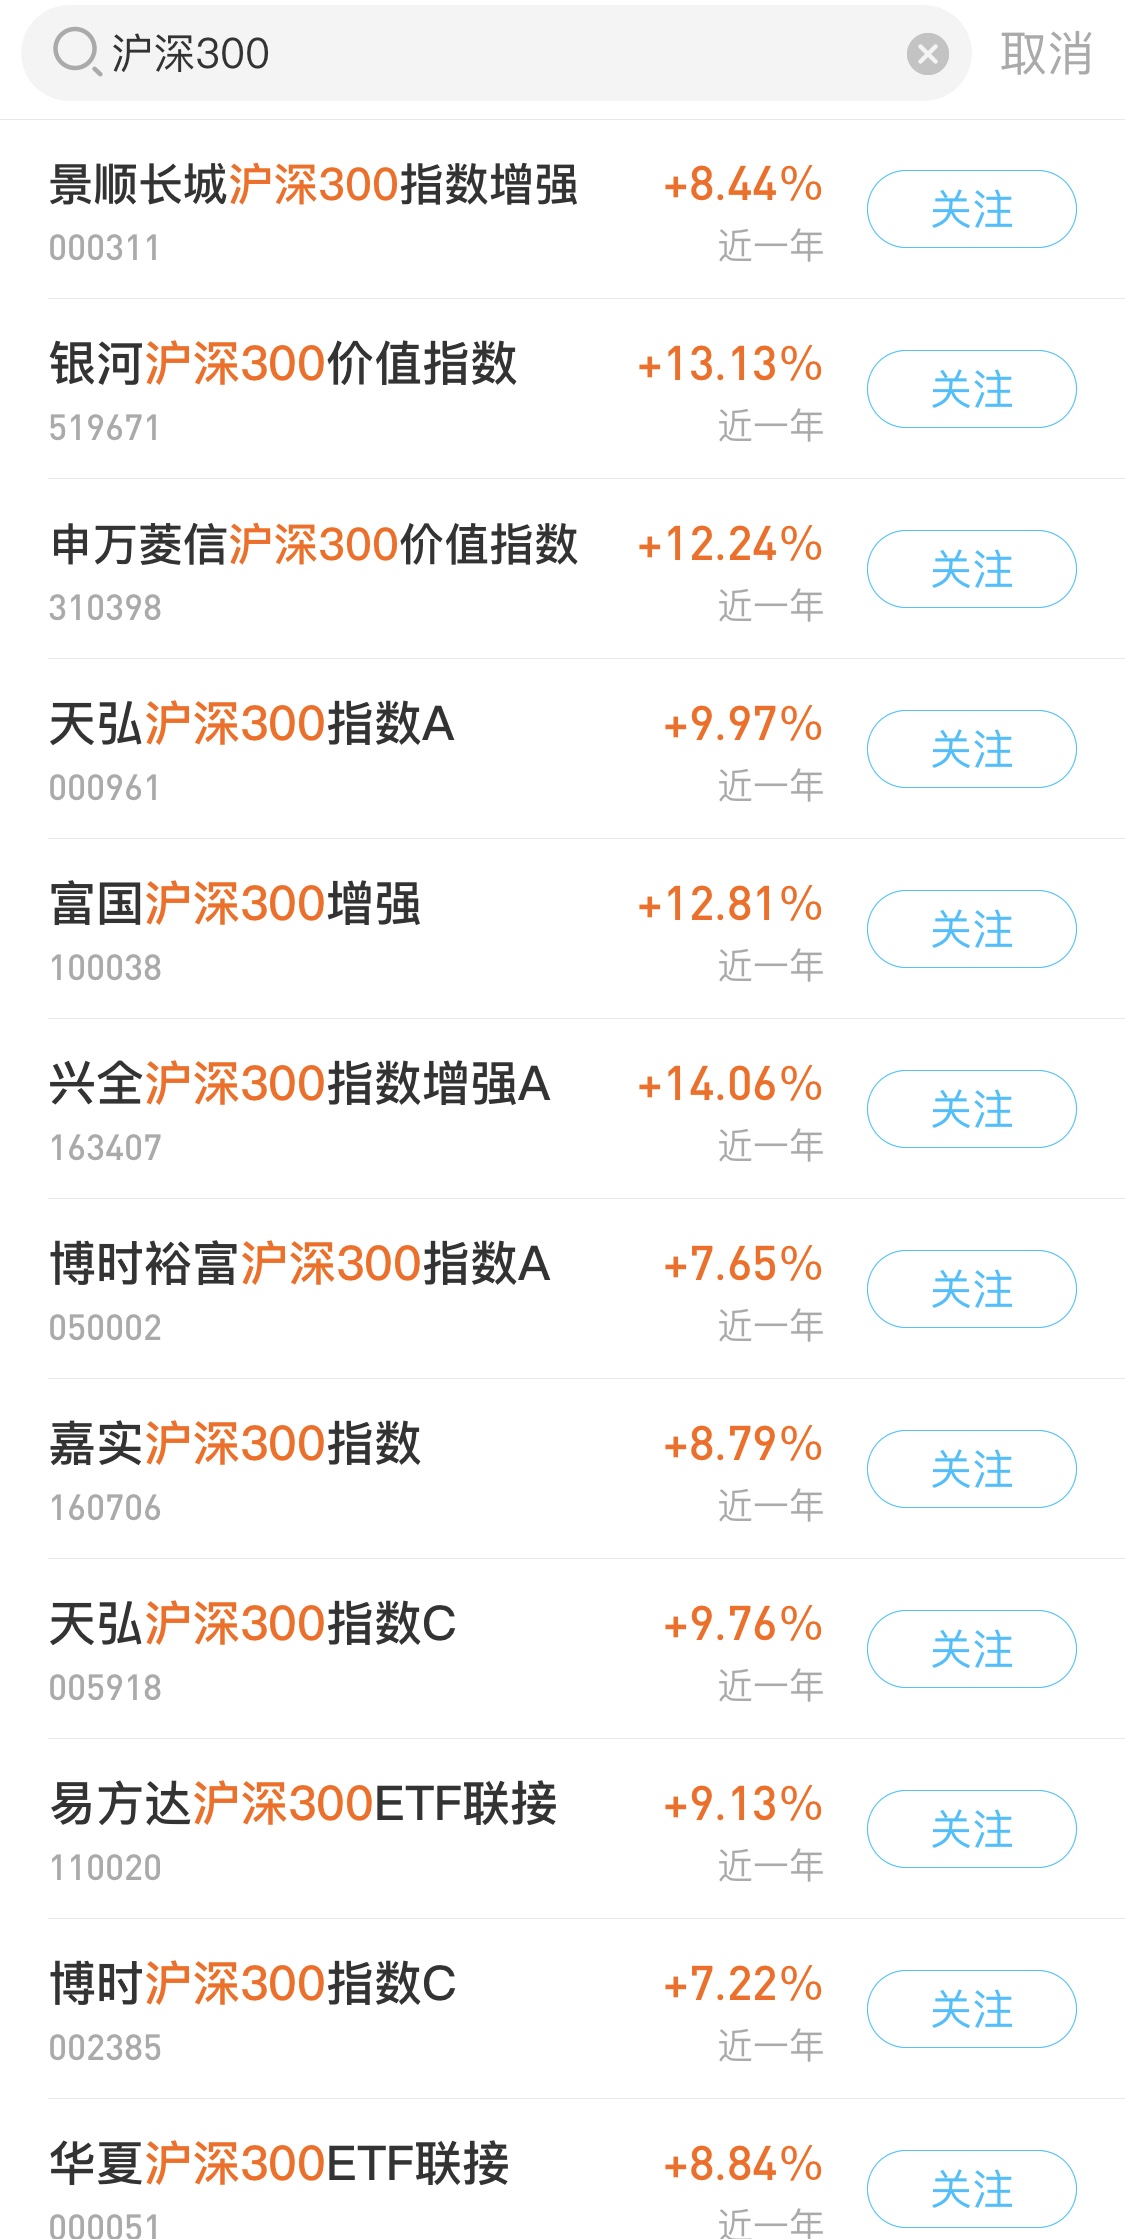 沪深300 取消
景顺长城沪深300指数增强 +8.44% 关注
000311 近一年
银河沪深300价值指数 +13.13% 关注
519671 近一年
申万菱信沪深300价值指数 +12.24% 关注
310398 近一年
天弘沪深300指数A +9.97% 关注
000961 近一年
富国沪深300增强 +12.81% 关注
100038 近一年
兴全沪深300指数增强A +14.06% 关注
163407 近一年
博时裕富沪深300指数A +7.65% 关注
050002 近一年
嘉实沪深300指数 +8.79% 关注
160706 近一年
天弘沪深300指数C +9.76% 关注
005918 近一年
易方达沪深300ETF联接 +9.13% 关注
110020 近一年
博时沪深300指数C +7.22% 关注
002385 近一年
华夏沪深300ETF联接 +8.84% 关注
000051 近一年